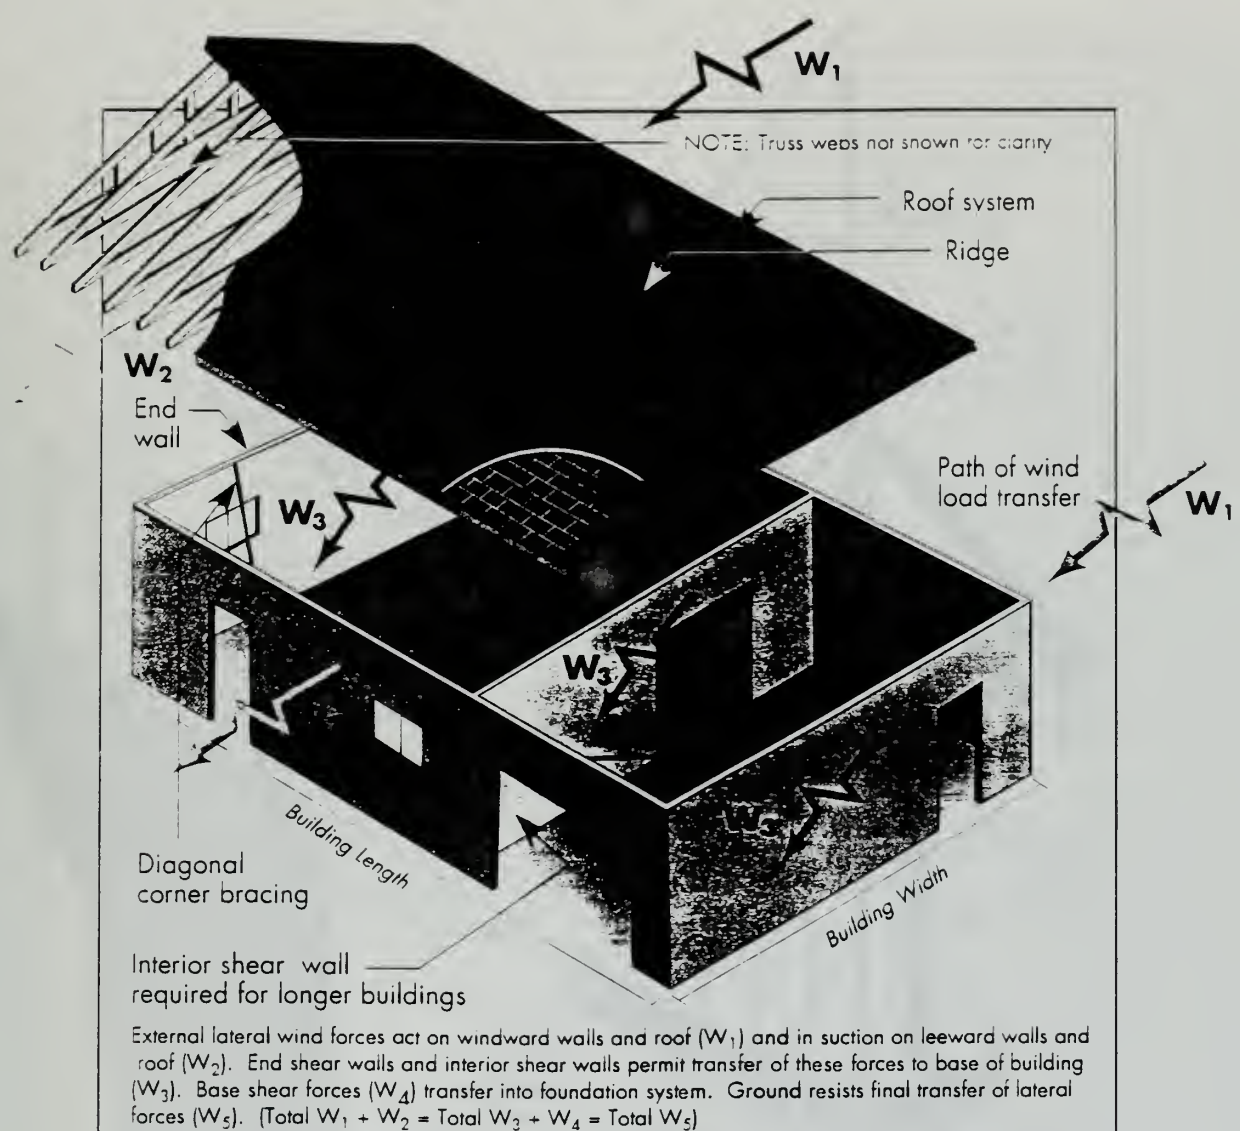 W₁
NOTE: Truss webs not shown for clarity
Roof system
Ridge
W₂
End
wall
Path of wind
load transfer
W₁
W₃
W₃
W₃
Building Length
Building Width
Diagonal
corner bracing
Interior shear wall
required for longer buildings
External lateral wind forces act on windward walls and roof (W₁) and in suction on leeward walls and
roof (W₂). End shear walls and interior shear walls permit transfer of these forces to base of building
(W₃). Base shear forces (W₄) transfer into foundation system. Ground resists final transfer of lateral
forces (W₅). (Total W₁ + W₂ = Total W₃ + W₄ = Total W₅)